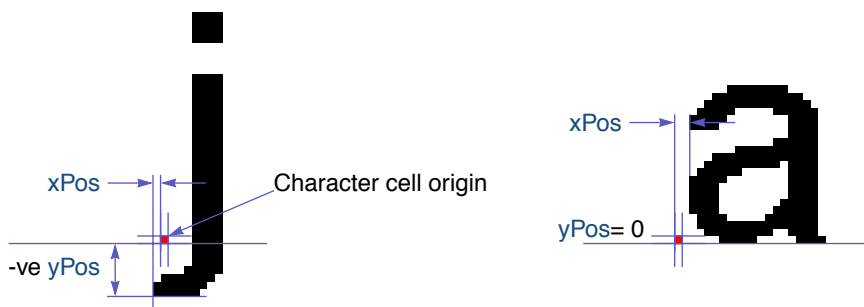 xPos
Character cell origin
-ve yPos
xPos
yPos= 0